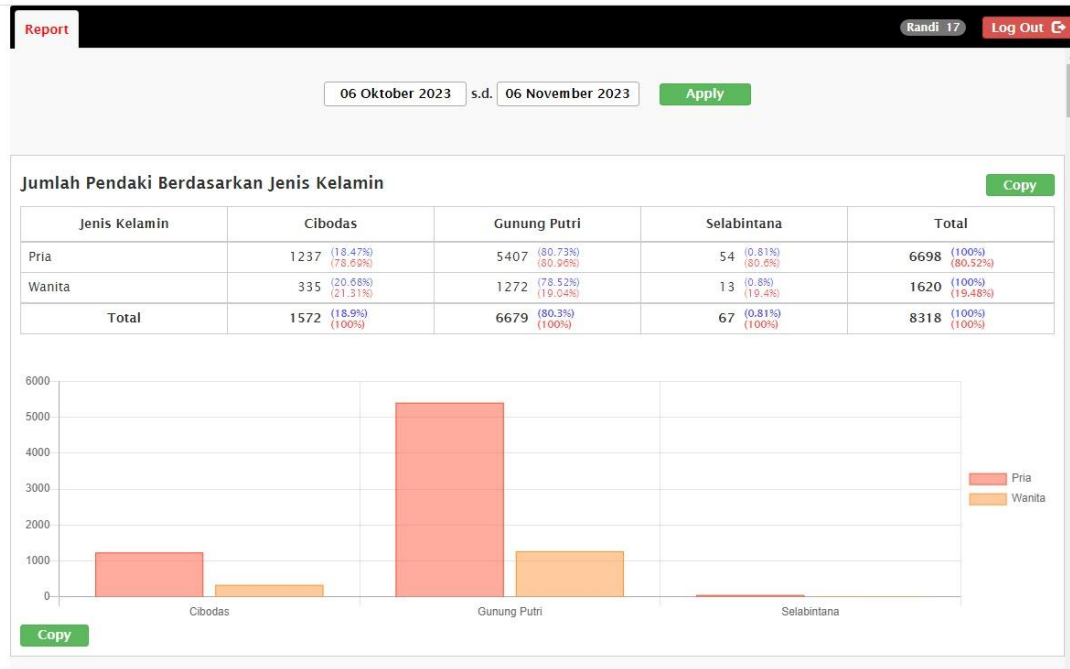 Report Randi 17 Log Out
06 Oktober 2023 s.d. 06 November 2023 Apply
Jumlah Pendaki Berdasarkan Jenis Kelamin Copy
Jenis Kelamin Cibodas Gunung Putri Selabintana Total
Pria 1237 (18.47%) (78.69%) 5407 (80.73%) (80.96%) 54 (0.81%) (80.6%) 6698 (100%) (80.52%)
Wanita 335 (20.68%) (21.31%) 1272 (78.52%) (19.04%) 13 (0.8%) (19.4%) 1620 (100%) (19.48%)
Total 1572 (18.9%) (100%) 6679 (80.3%) (100%) 67 (0.81%) (100%) 8318 (100%) (100%)
6000
5000
4000
3000
2000
1000
0
Pria
Wanita
Cibodas Gunung Putri Selabintana
Copy